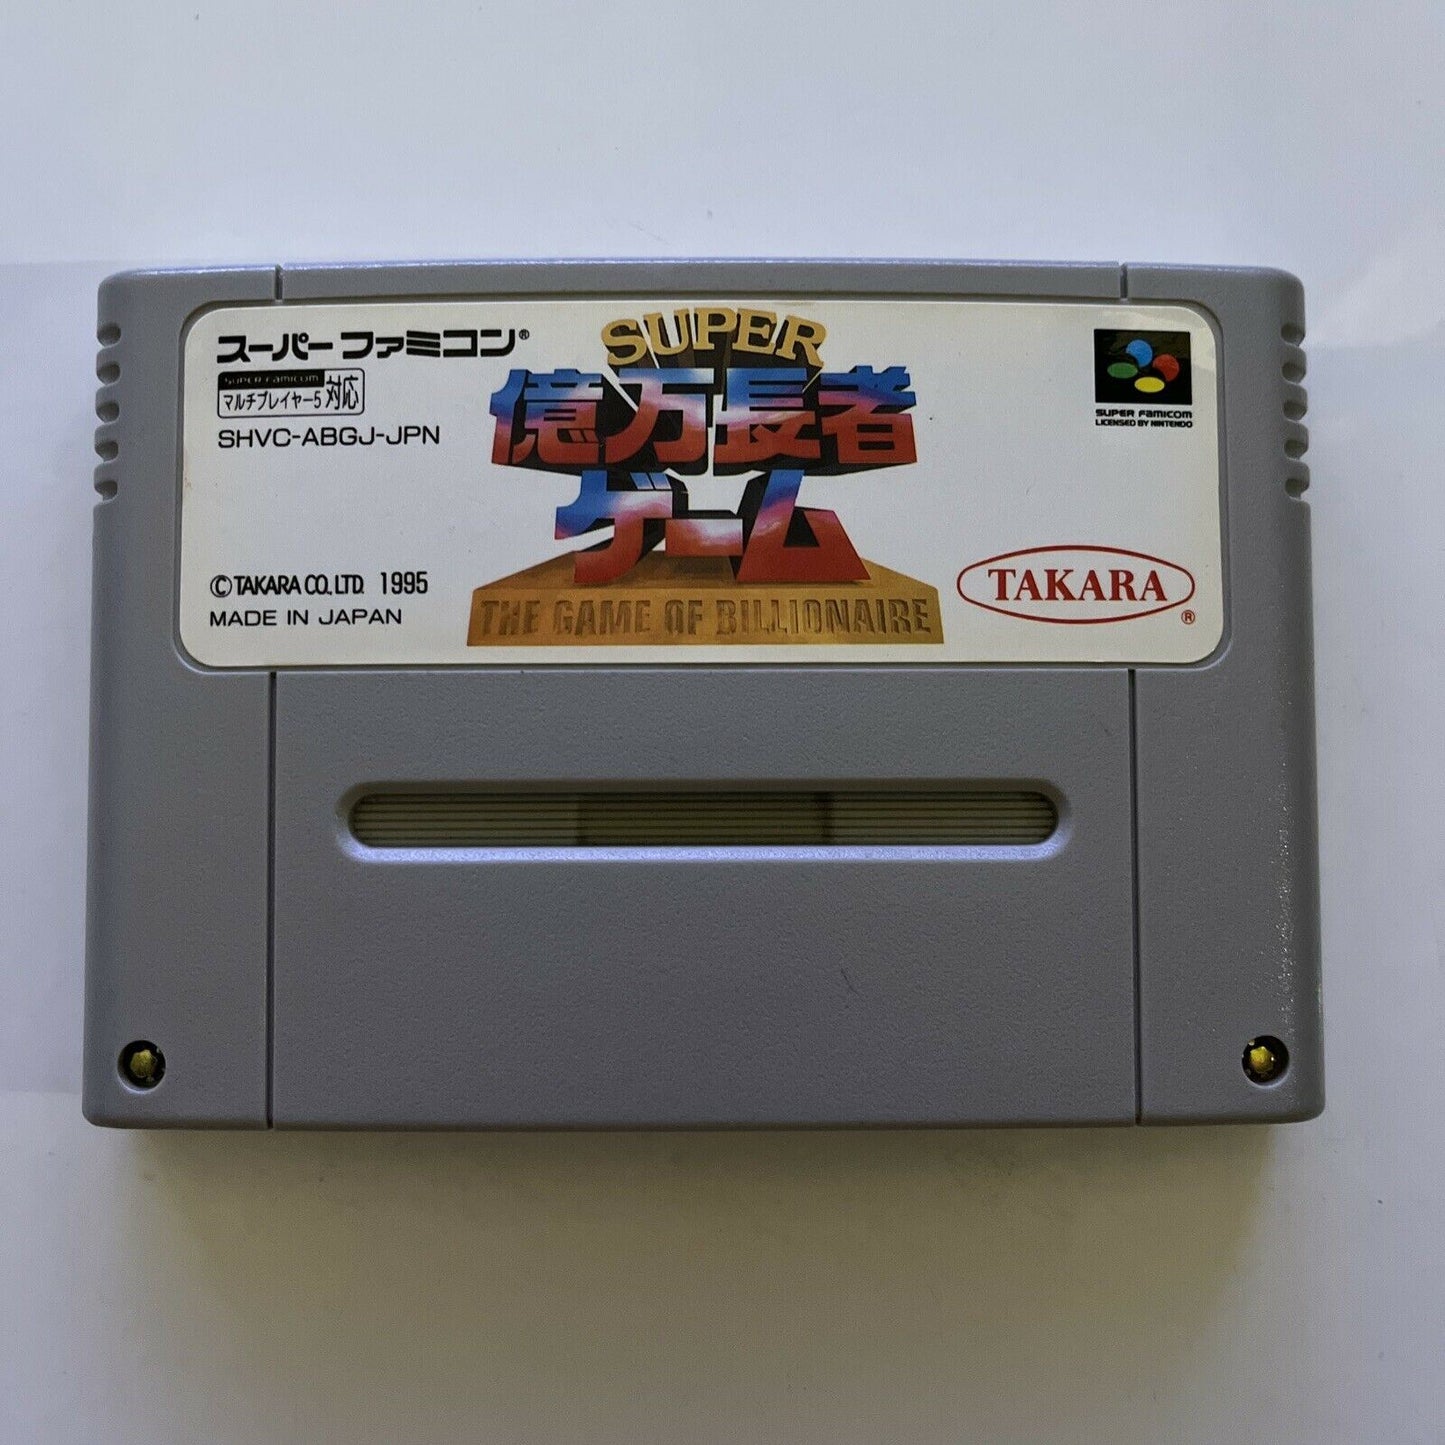 スーパーファミコン®
SUPER FAMICOM
マルチプレイヤー5 対応
SHVC-ABGJ-JPN
©TAKARA CO.,LTD. 1995
MADE IN JAPAN
SUPER
億万長者
ゲーム
THE GAME OF BILLIONAIRE
SUPER FAMICOM
LICENSED BY NINTENDO
TAKARA
®